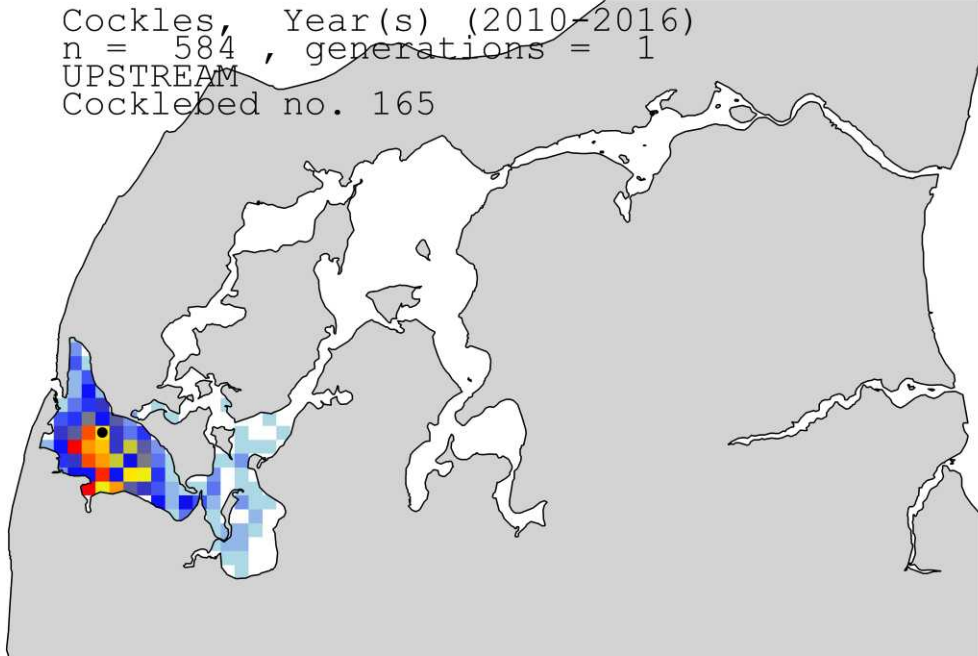 Cockles,   Year(s) (2010-2016)
n =   584 , generations =   1
UPSTREAM
Cocklebed no. 165